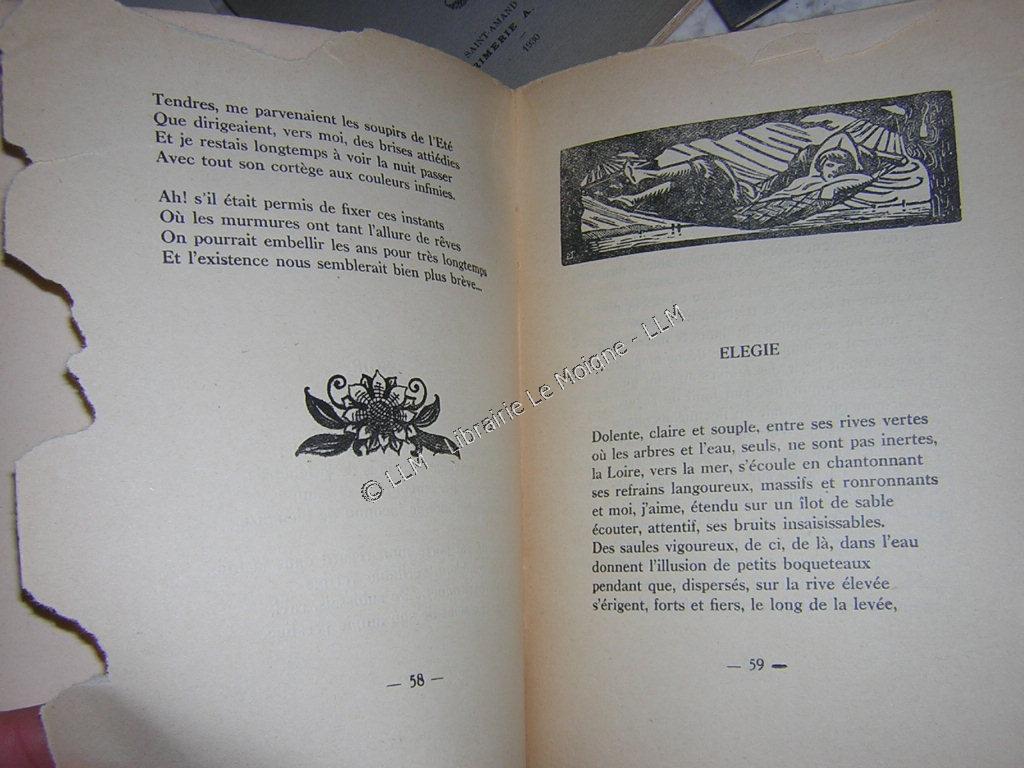 SAINT-AMAND
RIMERIE A.
1930
Tendres, me parvenaient les soupirs de l'Eté
Que dirigeaient, vers moi, des brises attiédies
Et je restais longtemps à voir la nuit passer
Avec tout son cortège aux couleurs infinies.
Ah! s'il était permis de fixer ces instants
Où les murmures ont tant l'allure de rêves
On pourrait embellir les ans pour très longtemps
Et l'existence nous semblerait bien plus brève...
— 58 —
ELEGIE
Dolente, claire et souple, entre ses rives vertes
où les arbres et l'eau, seuls, ne sont pas inertes,
la Loire, vers la mer, s'écoule en chantonnant
ses refrains langoureux, massifs et ronronnants
et moi, j'aime, étendu sur un îlot de sable
écouter, attentif, ses bruits insaisissables.
Des saules vigoureux, de ci, de là, dans l'eau
donnent l'illusion de petits boqueteaux
pendant que, dispersés, sur la rive élevée
s'érigent, forts et fiers, le long de la levée,
— 59 —
© LLM - Librairie Le Moigne - LLM